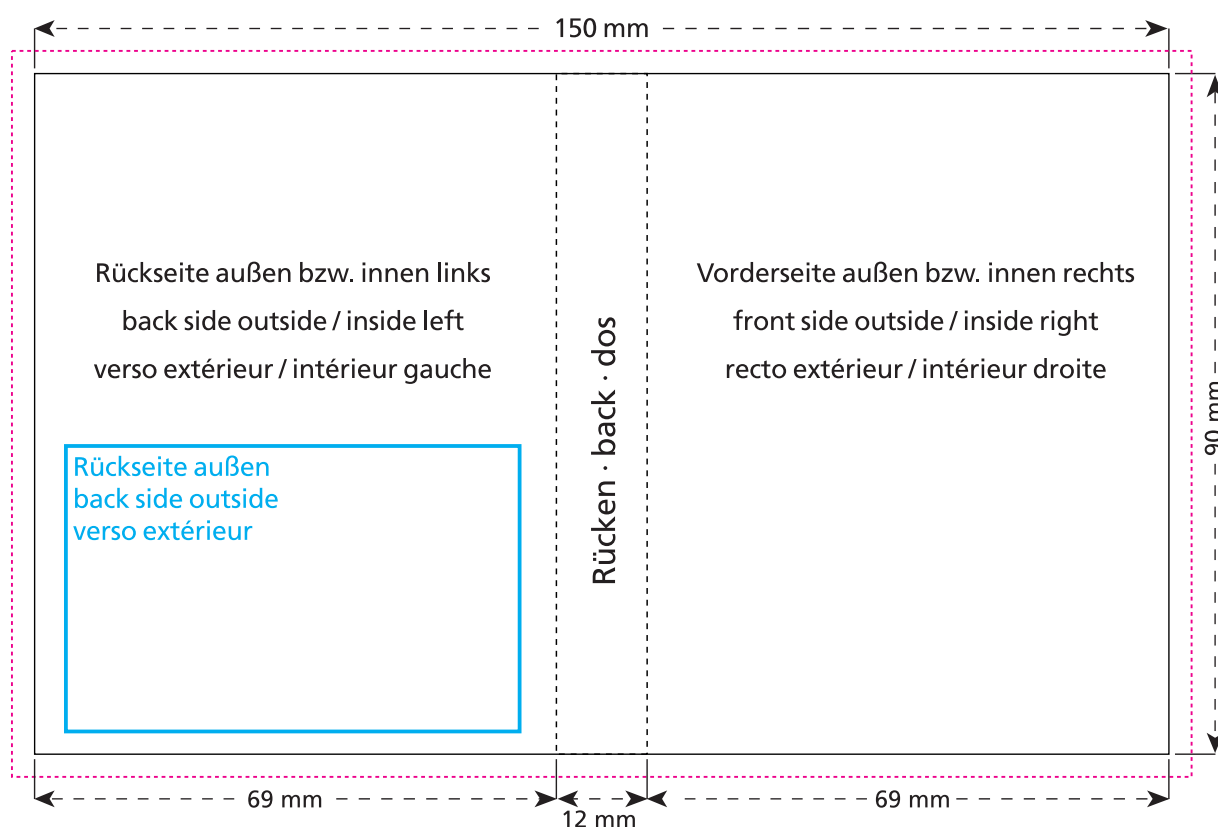 150 mm
Rückseite außen bzw. innen links
back side outside / inside left
verso extérieur / intérieur gauche
Rückseite außen
back side outside
verso extérieur
Rücken · back · dos
Vorderseite außen bzw. innen rechts
front side outside / inside right
recto extérieur / intérieur droite
90 mm
69 mm
12 mm
69 mm